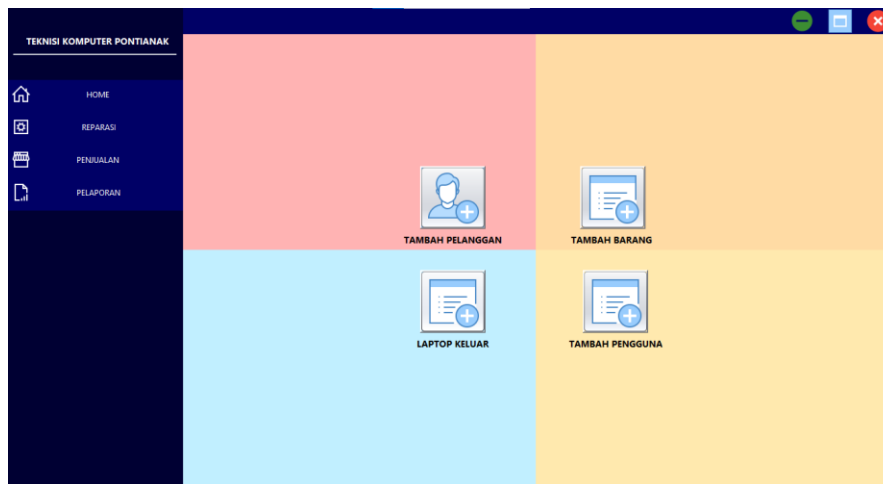 TEKNISI KOMPUTER PONTIANAK
HOME
REPARASI
PENJUALAN
PELAPORAN
TAMBAH PELANGGAN
TAMBAH BARANG
LAPTOP KELUAR
TAMBAH PENGGUNA